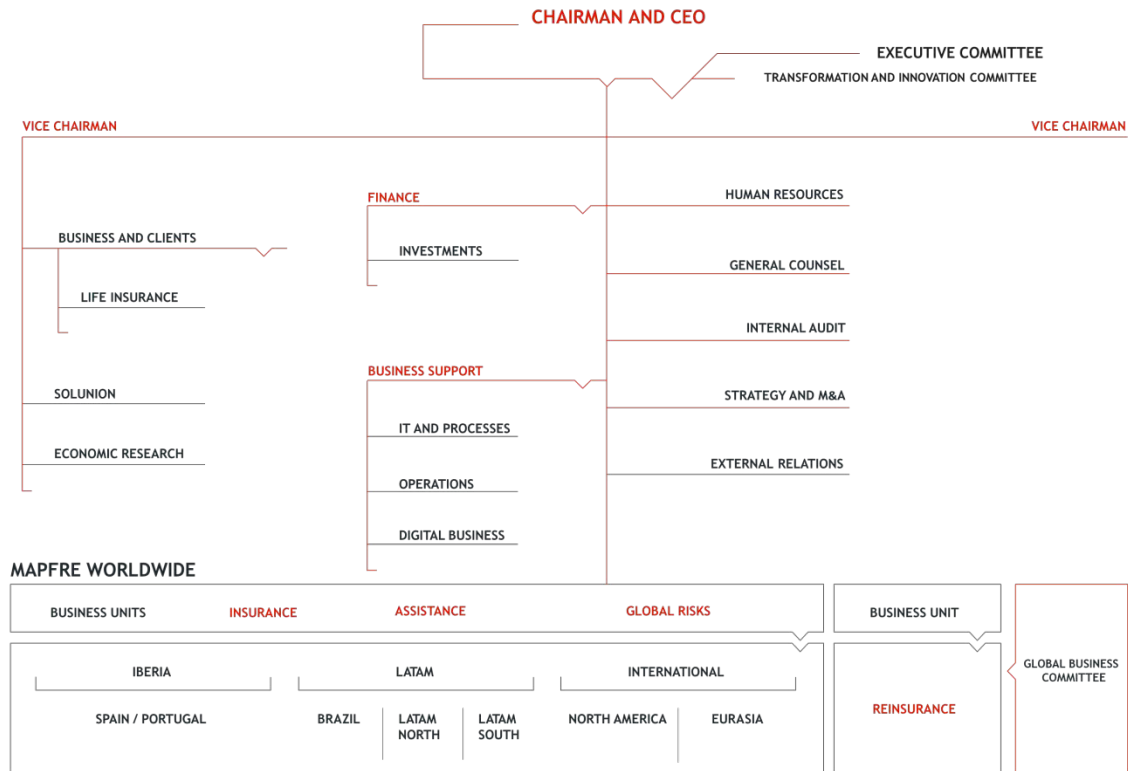 CHAIRMAN AND CEO
EXECUTIVE COMMITTEE
TRANSFORMATION AND INNOVATION COMMITTEE
VICE CHAIRMAN
VICE CHAIRMAN
BUSINESS AND CLIENTS
LIFE INSURANCE
SOLUNION
ECONOMIC RESEARCH
FINANCE
INVESTMENTS
BUSINESS SUPPORT
IT AND PROCESSES
OPERATIONS
DIGITAL BUSINESS
HUMAN RESOURCES
GENERAL COUNSEL
INTERNAL AUDIT
STRATEGY AND M&A
EXTERNAL RELATIONS
MAPFRE WORLDWIDE
BUSINESS UNITS
INSURANCE
ASSISTANCE
GLOBAL RISKS
IBERIA
SPAIN / PORTUGAL
LATAM
BRAZIL
LATAM
NORTH
LATAM
SOUTH
INTERNATIONAL
NORTH AMERICA
EURASIA
BUSINESS UNIT
REINSURANCE
GLOBAL BUSINESS
COMMITTEE